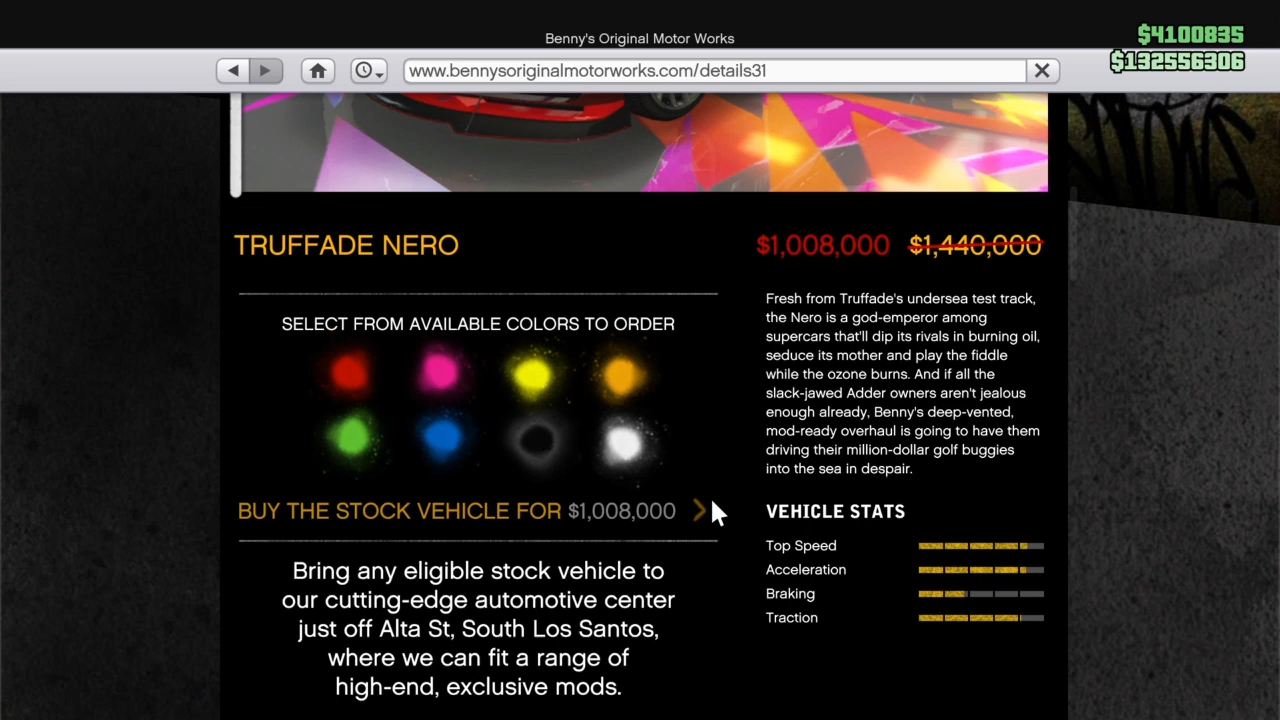 Benny's Original Motor Works
$4100835
$132556306
www.bennysoriginalmotorworks.com/details31
TRUFFADE NERO
$1,008,000 $1,440,000
SELECT FROM AVAILABLE COLORS TO ORDER
BUY THE STOCK VEHICLE FOR $1,008,000
Bring any eligible stock vehicle to
our cutting-edge automotive center
just off Alta St, South Los Santos,
where we can fit a range of
high-end, exclusive mods.
Fresh from Truffade's undersea test track,
the Nero is a god-emperor among
supercars that'll dip its rivals in burning oil,
seduce its mother and play the fiddle
while the ozone burns. And if all the
slack-jawed Adder owners aren't jealous
enough already, Benny's deep-vented,
mod-ready overhaul is going to have them
driving their million-dollar golf buggies
into the sea in despair.
VEHICLE STATS
Top Speed
Acceleration
Braking
Traction